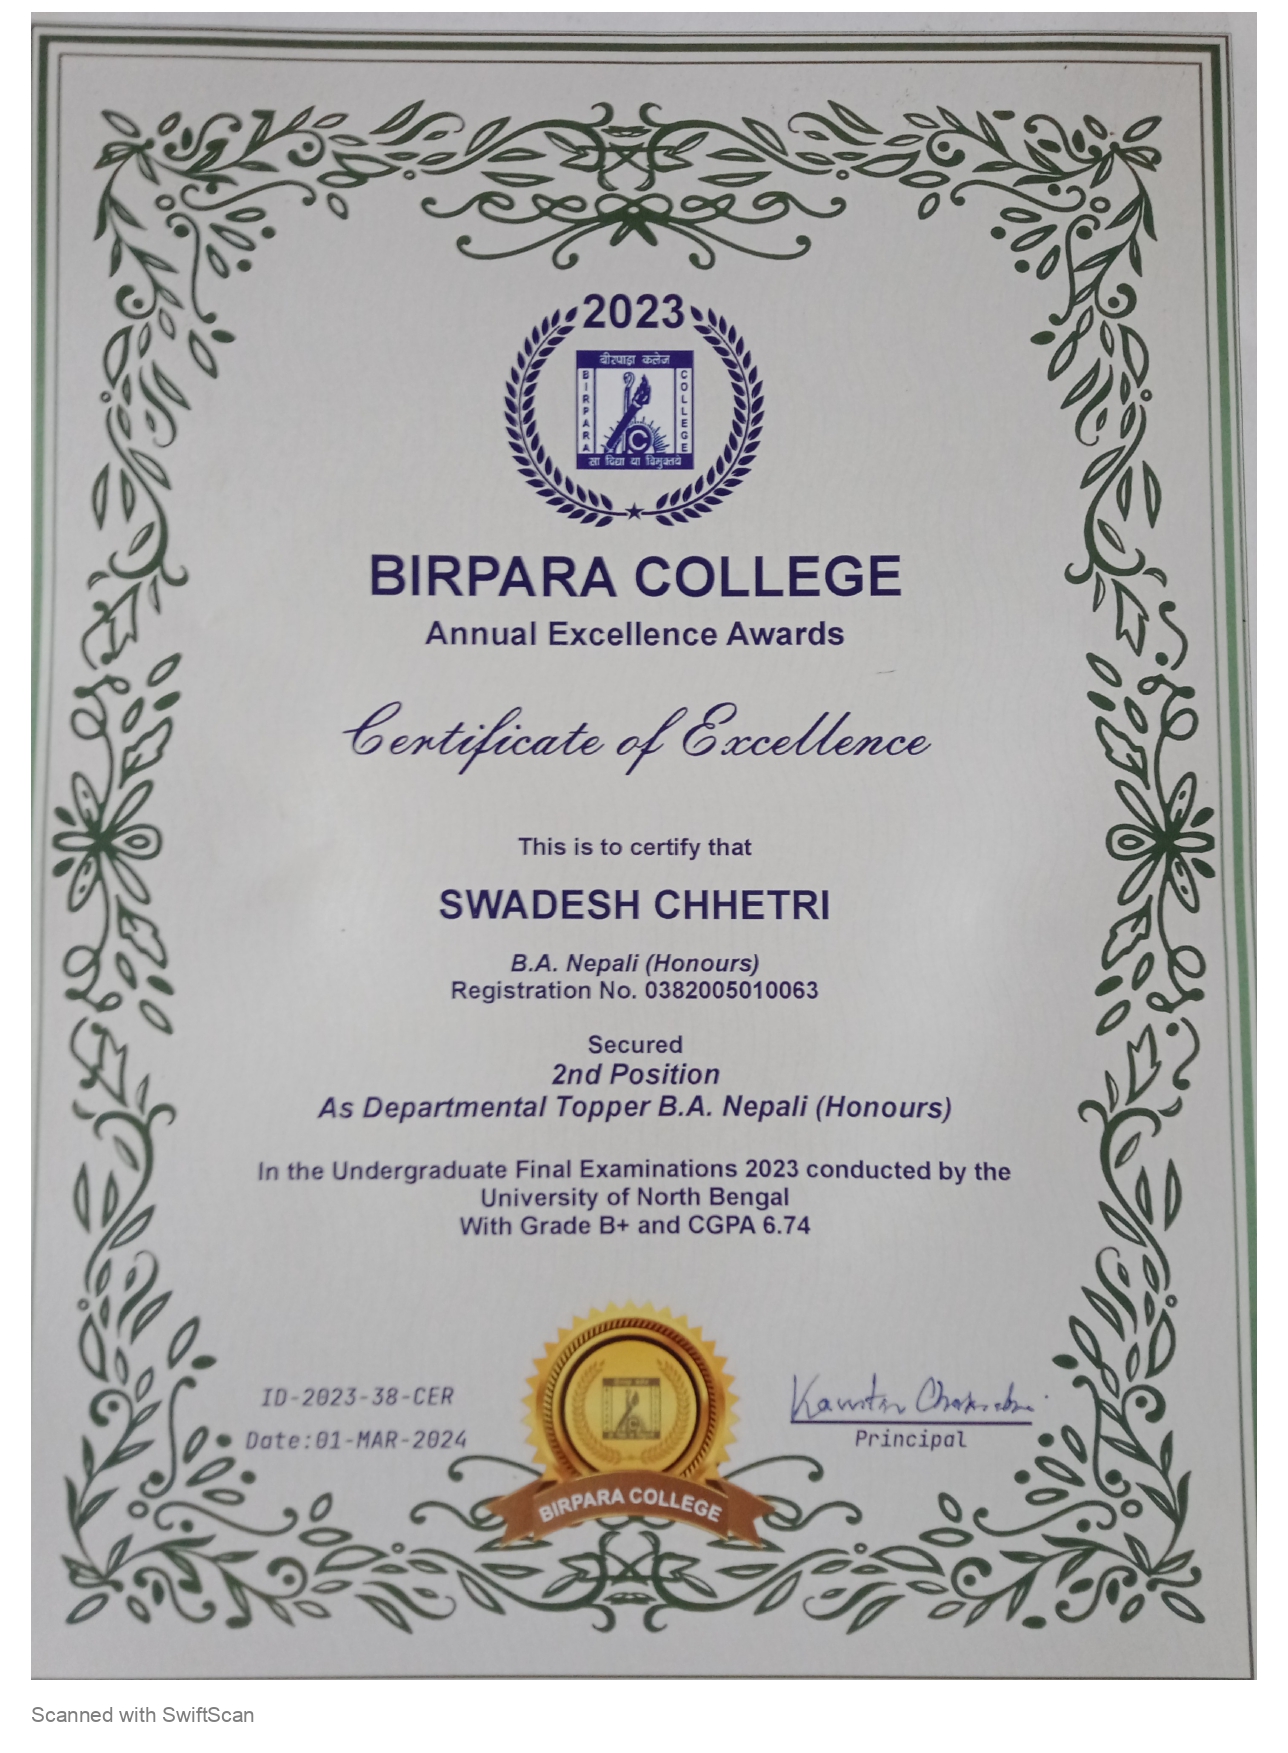 2023
बीरपाड़ा कलेज
BIRPARA
COLLEGE
C
सा विद्या या विमुक्तये
BIRPARA COLLEGE
Annual Excellence Awards
Certificate of Excellence
This is to certify that
SWADESH CHHETRI
B.A. Nepali (Honours)
Registration No. 0382005010063
Secured
2nd Position
As Departmental Topper B.A. Nepali (Honours)
In the Undergraduate Final Examinations 2023 conducted by the
University of North Bengal
With Grade B+ and CGPA 6.74
ID-2023-38-CER
Date:01-MAR-2024
Principal
BIRPARA COLLEGE
Scanned with SwiftScan